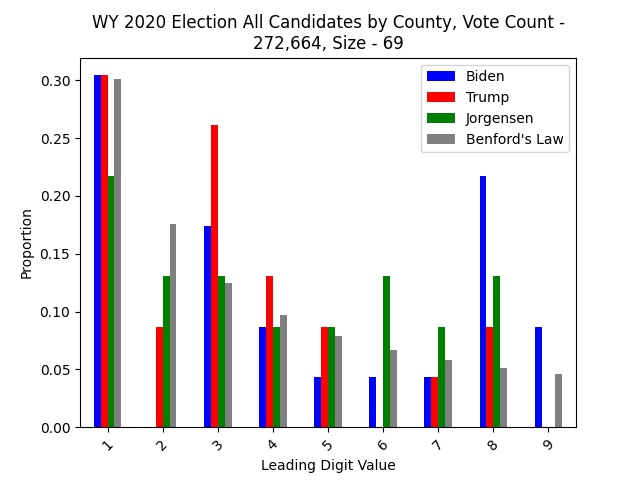 WY 2020 Election All Candidates by County, Vote Count -
272,664, Size - 69
Biden
Trump
Jorgensen
Benford's Law
Proportion
0.30
0.25
0.20
0.15
0.10
0.05
0.00
1 2 3 4 5 6 7 8 9
Leading Digit Value